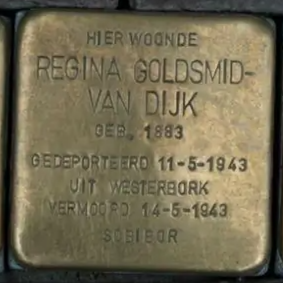 HIER WOONDE
REGINA GOLDSMID-
VAN DIJK
GEB. 1883
GEDEPORTEERD 11-5-1943
UIT WESTERBORK
VERMOORD 14-5-1943
SOBIBOR